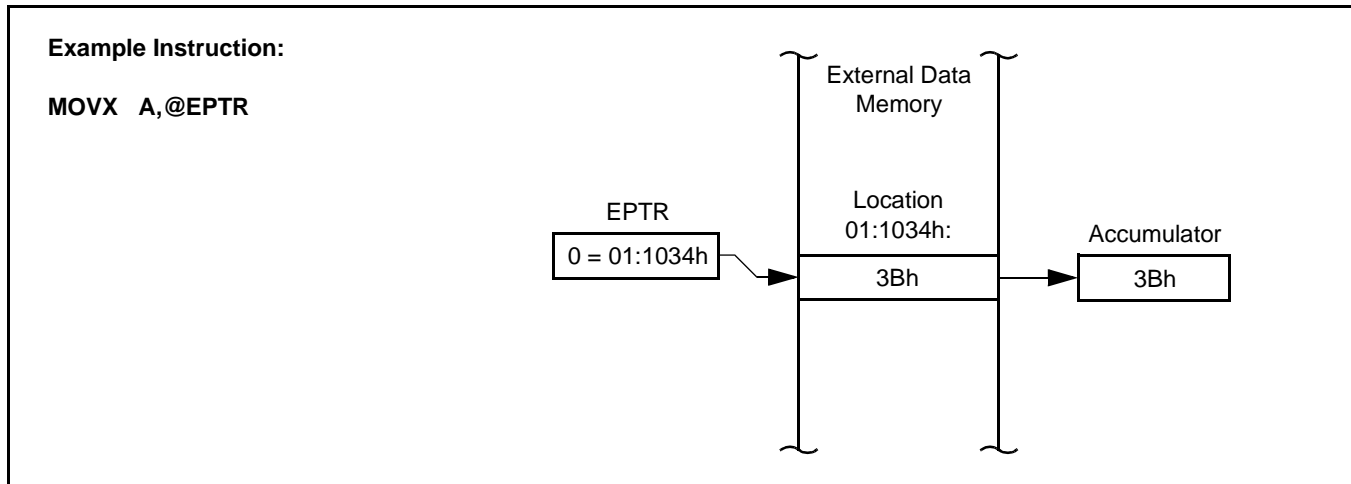 Example Instruction:
MOVX A,@EPTR
External Data
Memory
Location
01:1034h:
EPTR
0 = 01:1034h
3Bh
Accumulator
3Bh